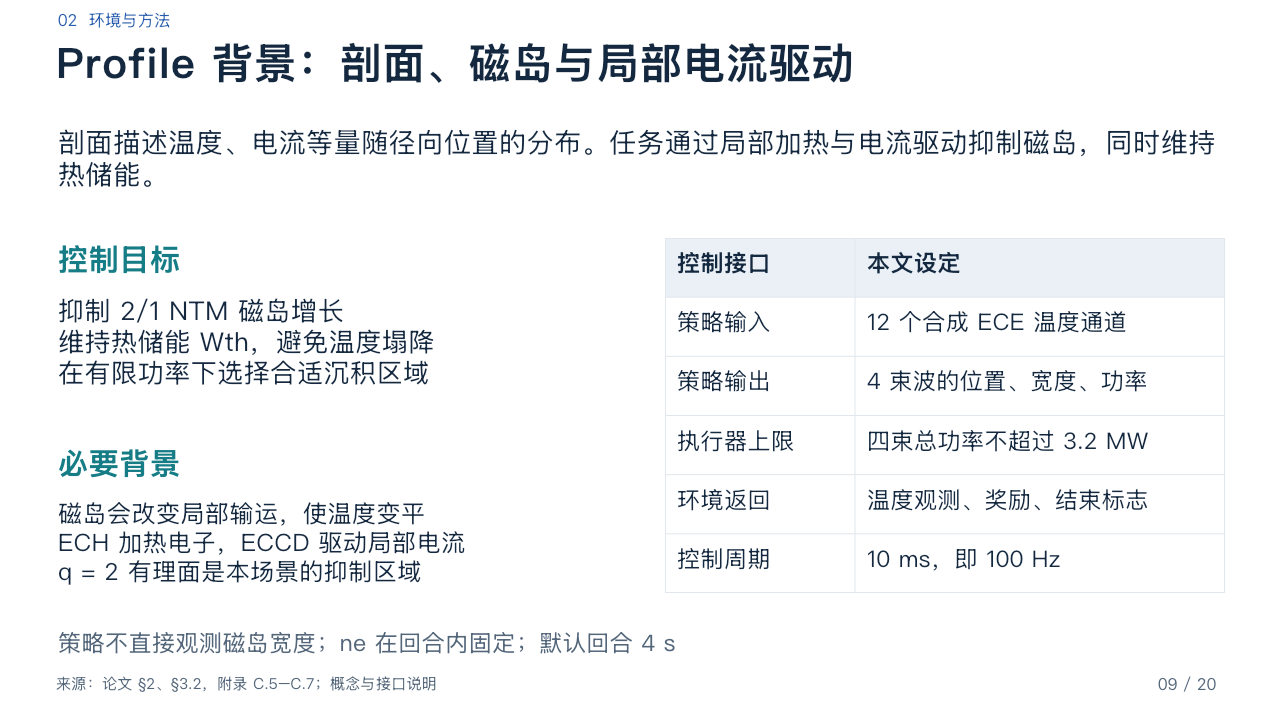 02 环境与方法
Profile 背景：剖面、磁岛与局部电流驱动
剖面描述温度、电流等量随径向位置的分布。任务通过局部加热与电流驱动抑制磁岛，同时维持
热储能。
控制目标
抑制 2/1 NTM 磁岛增长
维持热储能 Wth，避免温度塌降
在有限功率下选择合适沉积区域
必要背景
磁岛会改变局部输运，使温度变平
ECH 加热电子，ECCD 驱动局部电流
q = 2 有理面是本场景的抑制区域
控制接口 本文设定
策略输入 12 个合成 ECE 温度通道
策略输出 4 束波的位置、宽度、功率
执行器上限 四束总功率不超过 3.2 MW
环境返回 温度观测、奖励、结束标志
控制周期 10 ms，即 100 Hz
策略不直接观测磁岛宽度；ne 在回合内固定；默认回合 4 s
来源：论文 §2、§3.2，附录 C.5—C.7；概念与接口说明
09 / 20